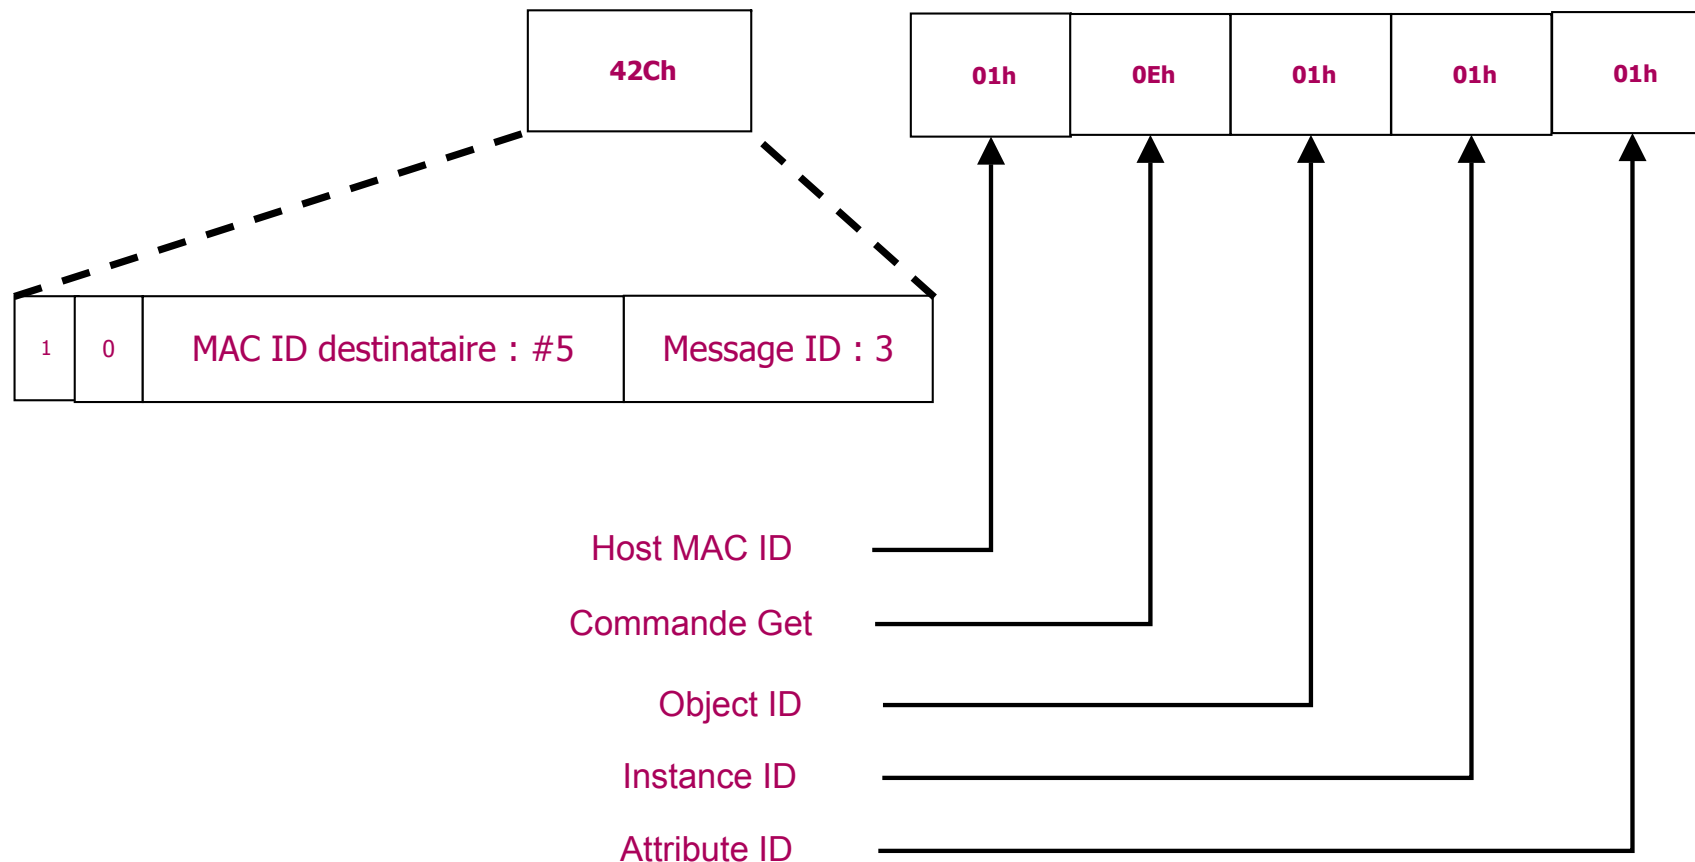 42Ch
01h 0Eh 01h 01h 01h
1 0 MAC ID destinataire : #5 Message ID : 3
Host MAC ID
Commande Get
Object ID
Instance ID
Attribute ID